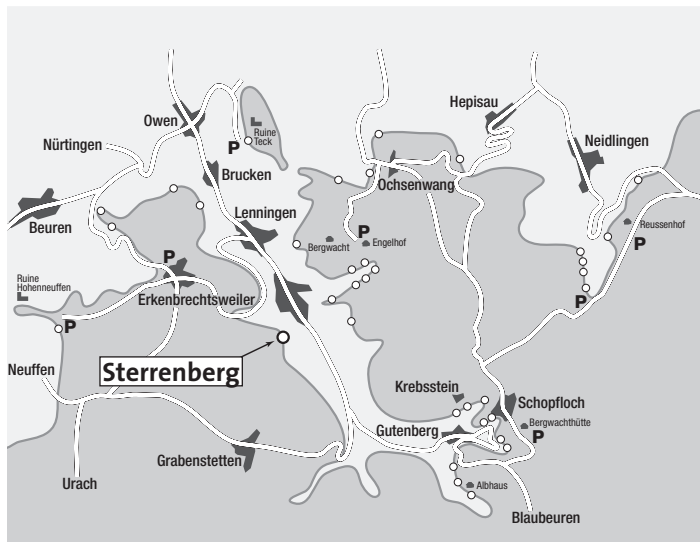 Hepisau
Owen
Ruine
Teck
P
Nürtingen
Neidlingen
Brucken
Ochsenwang
Lenningen
Beuren
Reussenhof
P
Engelhof
Bergwacht
P
P
Ruine
Hohenneuffen
Erkenbrechtsweiler
P
P
Neuffen
Sterrenberg
Krebsstein
Schopfloch
Bergwachthütte
P
Gutenberg
Grabenstetten
Urach
Albhaus
Blaubeuren